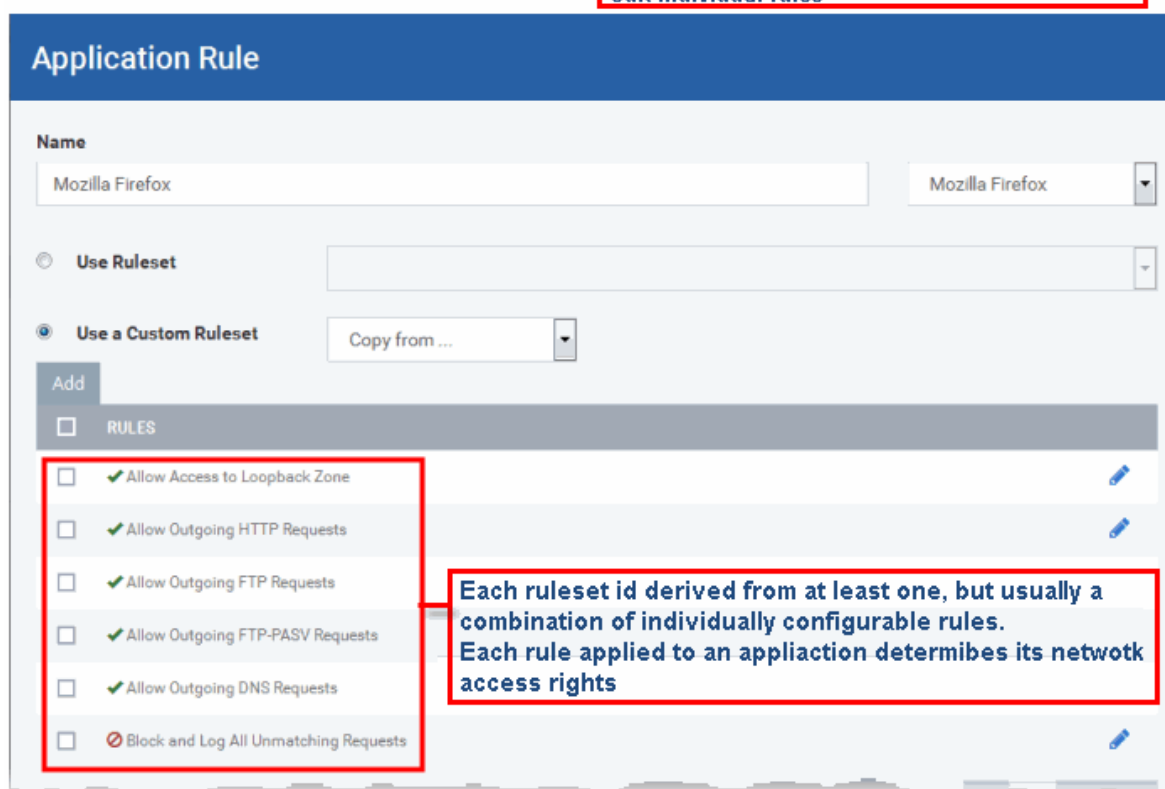 Application Rule
Name
Mozilla Firefox
Mozilla Firefox
Use Ruleset
Use a Custom Ruleset
Copy from ...
Add
RULES
Allow Access to Loopback Zone
Allow Outgoing HTTP Requests
Allow Outgoing FTP Requests
Allow Outgoing FTP-PASV Requests
Allow Outgoing DNS Requests
Block and Log All Unmatching Requests
Each ruleset id derived from at least one, but usually a
combination of individually configurable rules.
Each rule applied to an appliaction determibes its netwotk
access rights